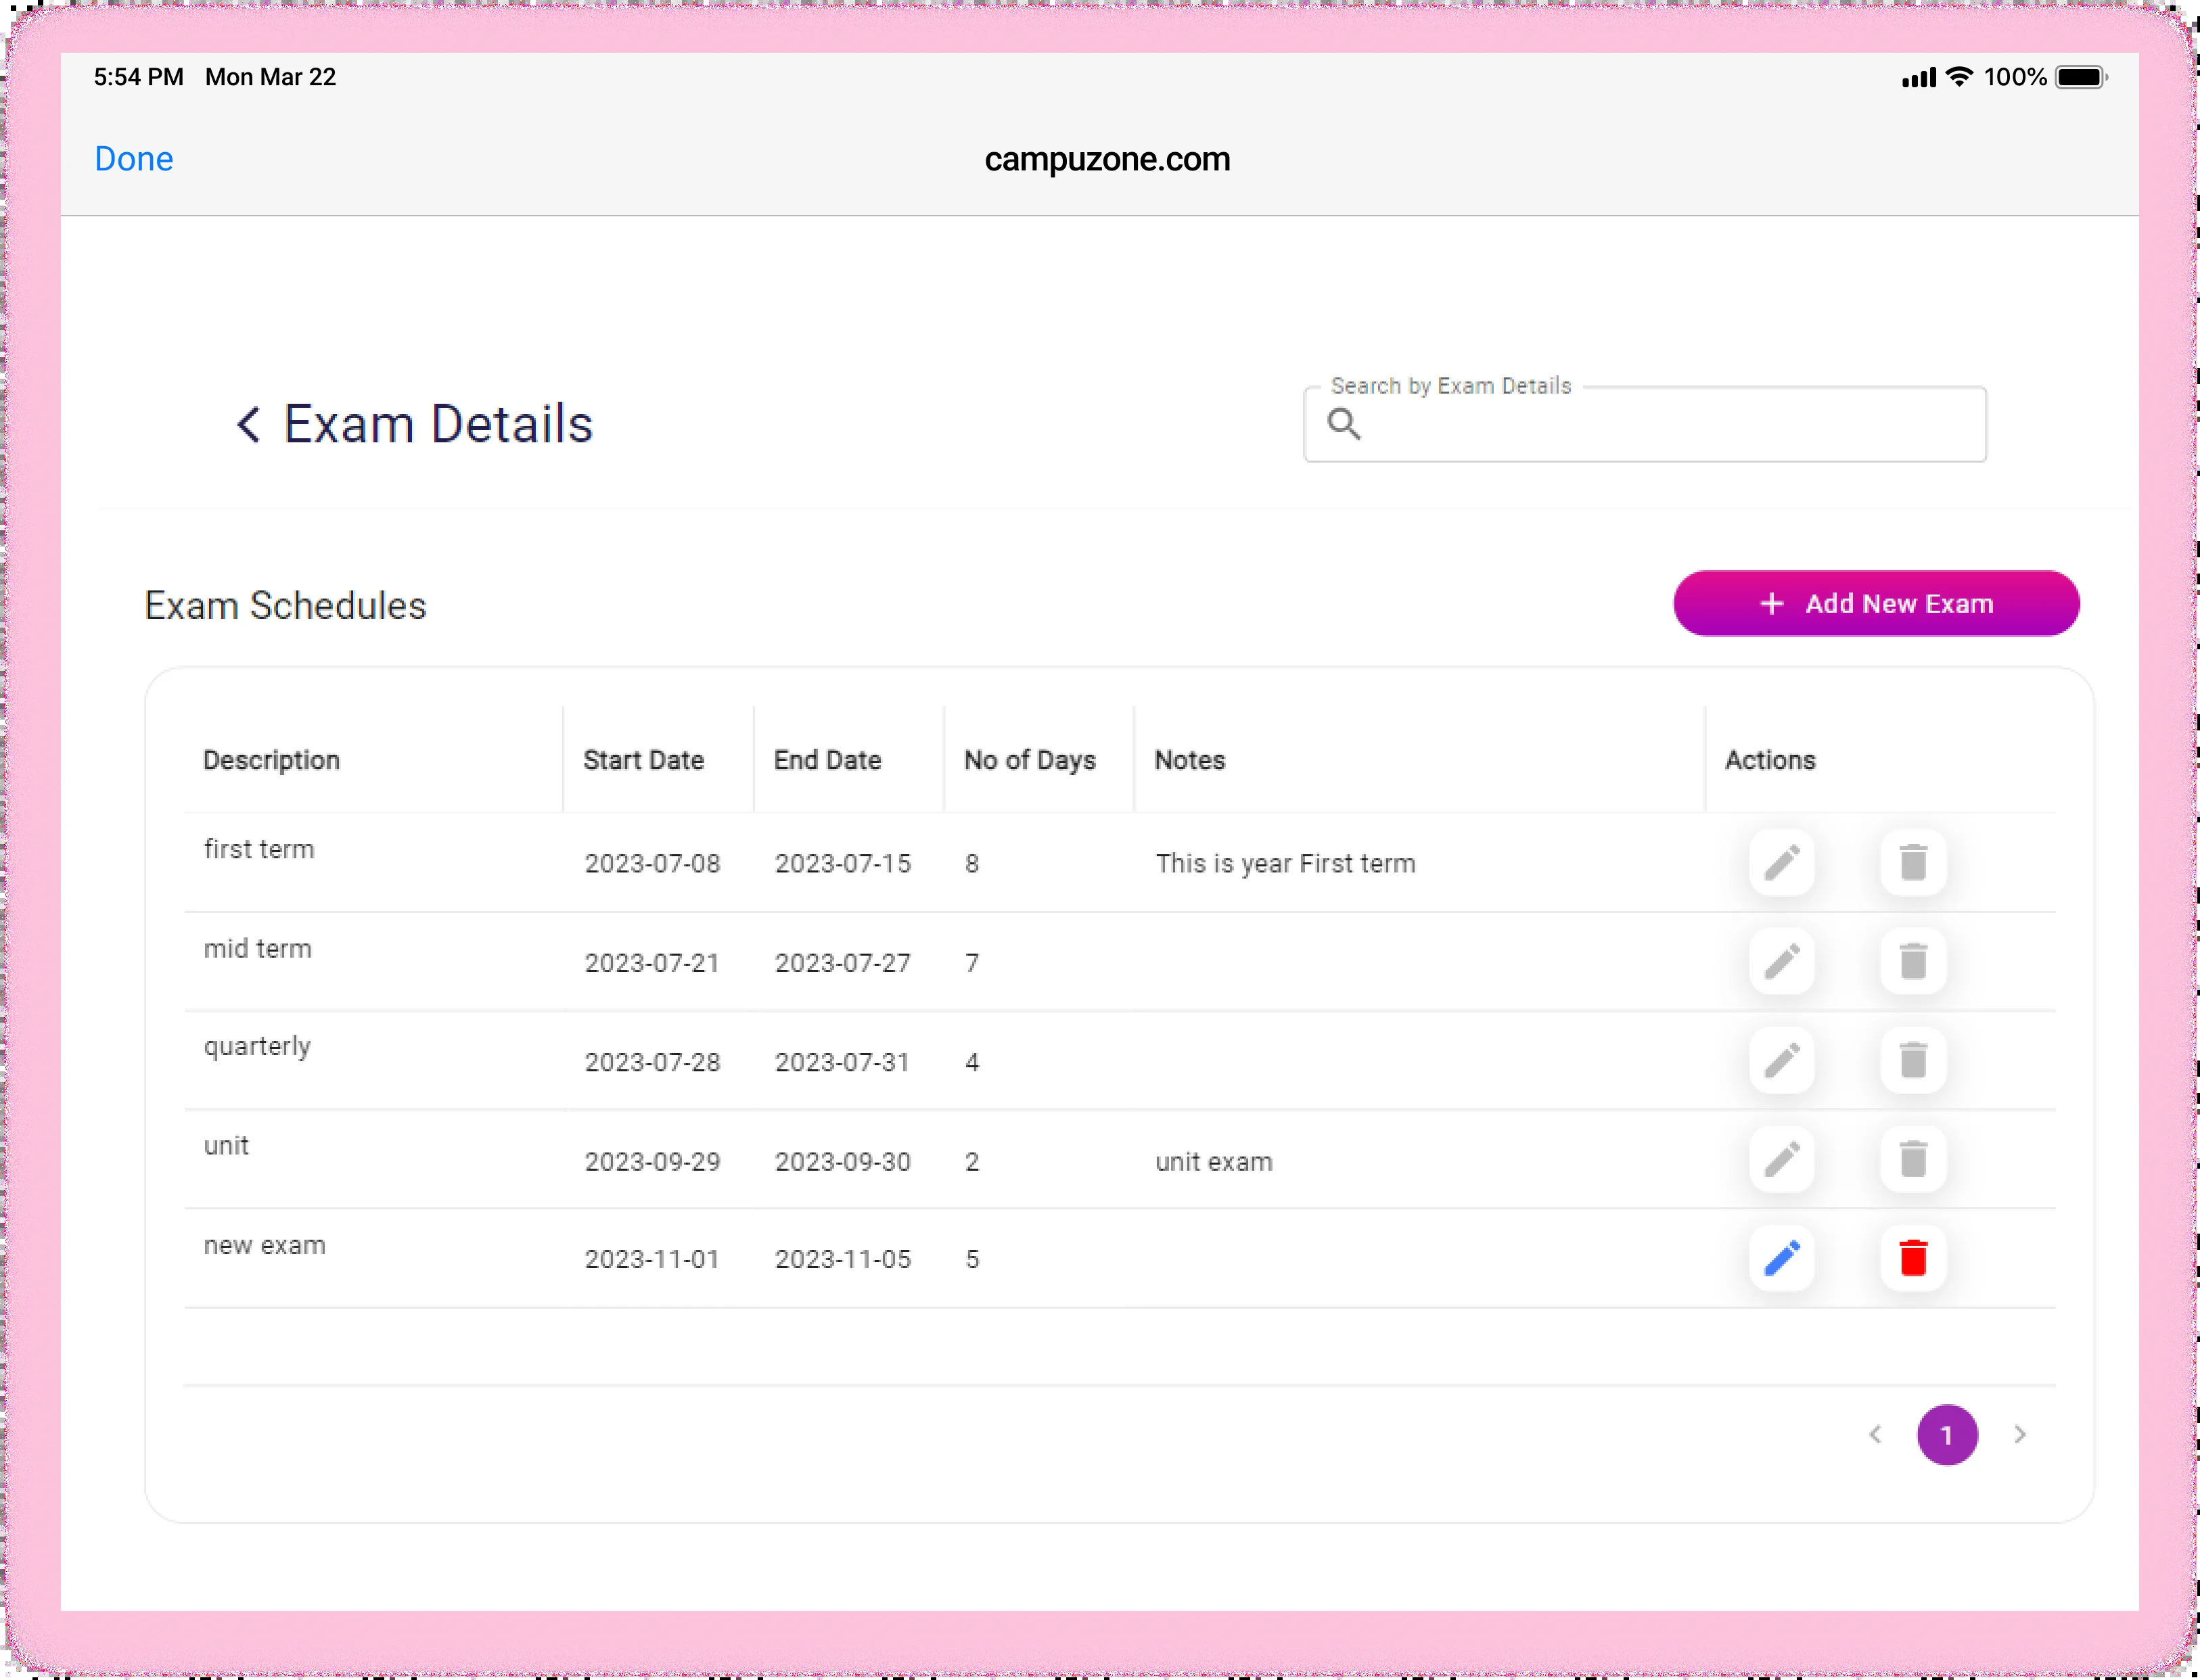 5:54 PM Mon Mar 22 100%
Done campuzone.com
Search by Exam Details
Exam Details
Exam Schedules + Add New Exam
Description Start Date End Date No of Days Notes Actions
first term 2023-07-08 2023-07-15 8 This is year First term
mid term 2023-07-21 2023-07-27 7
quarterly 2023-07-28 2023-07-31 4
unit 2023-09-29 2023-09-30 2 unit exam
new exam 2023-11-01 2023-11-05 5
1